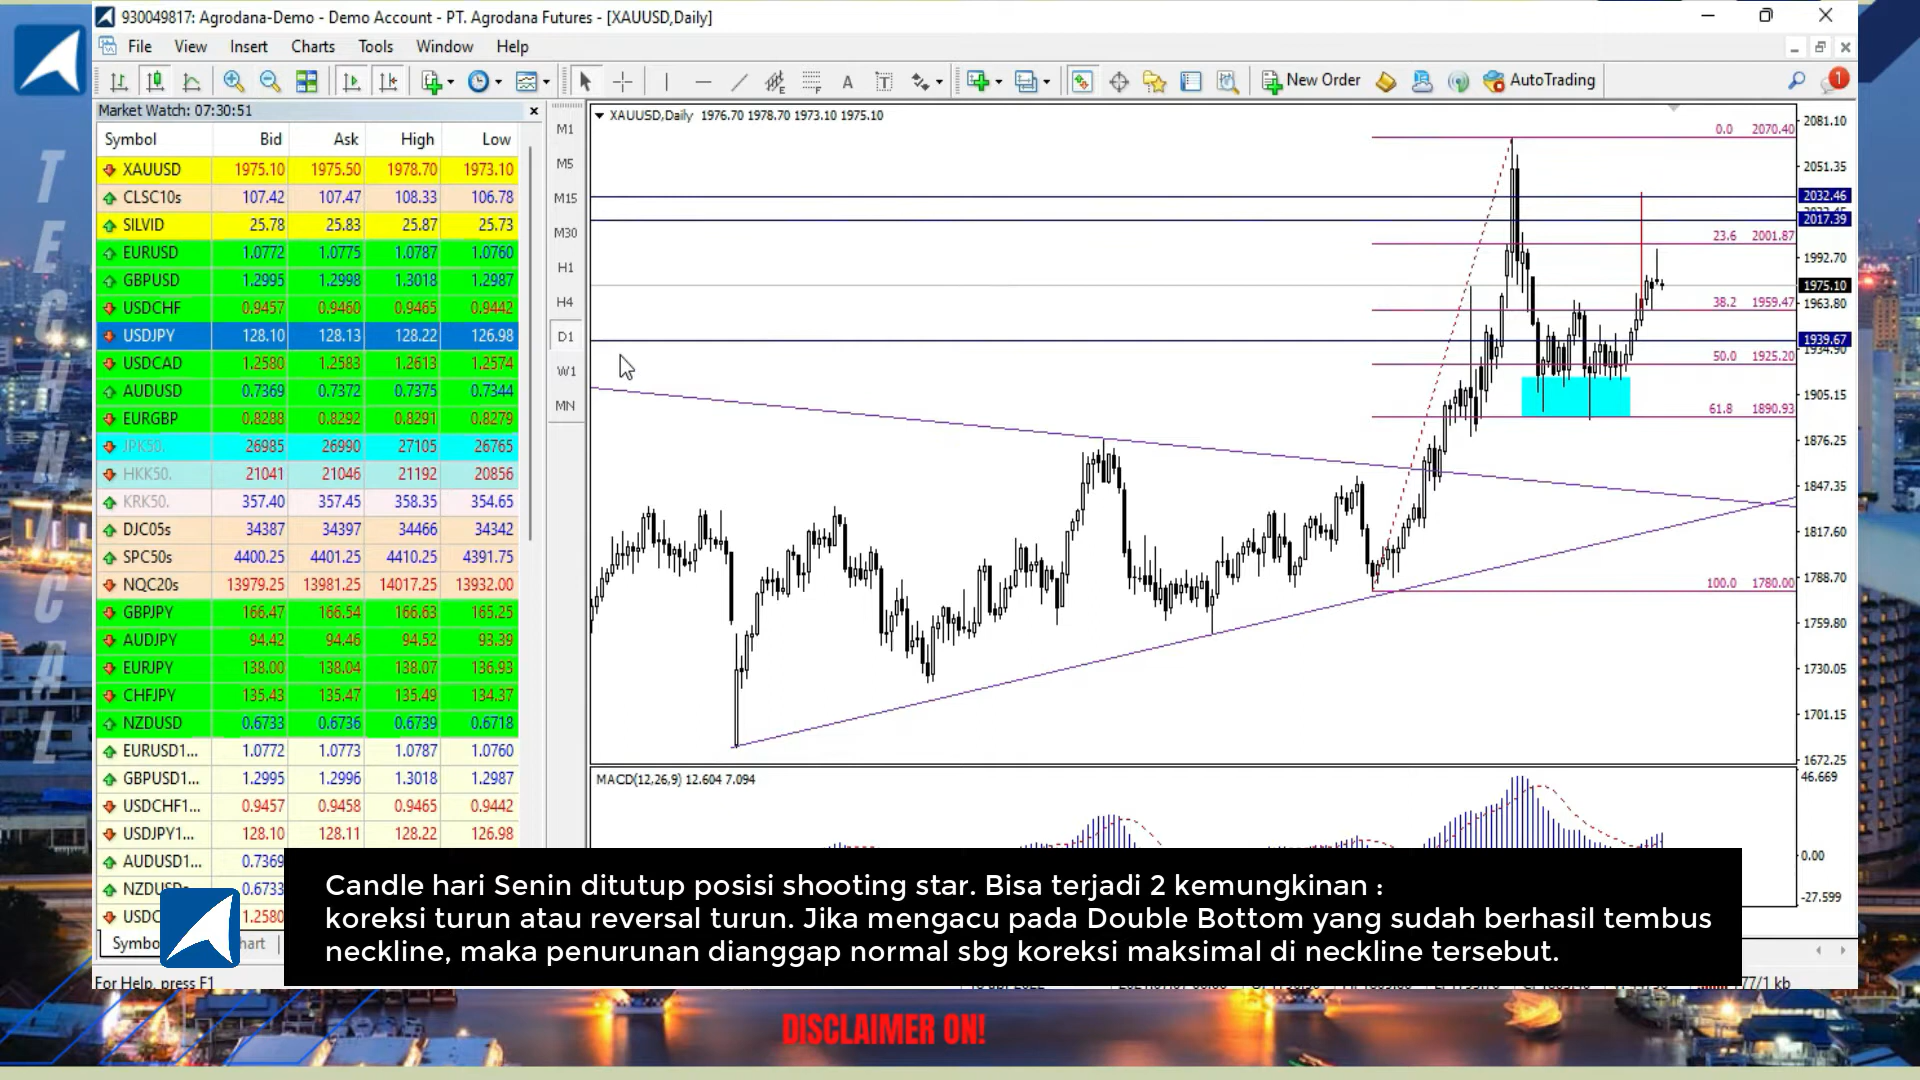 930049817: Agrodana-Demo - Demo Account - PT. Agrodana Futures - [XAUUSD,Daily]
File View Insert Charts Tools Window Help
New Order AutoTrading 1
Market Watch: 07:30:51
Symbol Bid Ask High Low
XAUUSD 1975.10 1975.50 1978.70 1973.10
CLSC10s 107.42 107.47 108.33 106.78
SILVID 25.78 25.83 25.87 25.73
EURUSD 1.0772 1.0775 1.0787 1.0760
GBPUSD 1.2995 1.2998 1.3018 1.2987
USDCHF 0.9457 0.9460 0.9465 0.9442
USDJPY 128.10 128.13 128.22 126.98
USDCAD 1.2580 1.2583 1.2613 1.2574
AUDUSD 0.7369 0.7372 0.7375 0.7344
EURGBP 0.8288 0.8292 0.8291 0.8279
JPK50. 26985 26990 27105 26765
HKK50. 21041 21046 21192 20856
KRK50. 357.40 357.45 358.35 354.65
DJC05s 34387 34397 34466 34342
SPC50s 4400.25 4401.25 4410.25 4391.75
NQC20s 13979.25 13981.25 14017.25 13932.00
GBPJPY 166.47 166.54 166.63 165.25
AUDJPY 94.42 94.46 94.52 93.39
EURJPY 138.00 138.04 138.07 136.93
CHFJPY 135.43 135.47 135.49 134.37
NZDUSD 0.6733 0.6736 0.6739 0.6718
EURUSD1... 1.0772 1.0773 1.0787 1.0760
GBPUSD1... 1.2995 1.2996 1.3018 1.2987
USDCHF1... 0.9457 0.9458 0.9465 0.9442
USDJPY1... 128.10 128.11 128.22 126.98
AUDUSD1... 0.7369
NZDUSD 0.6733
USDC 1.2580
Symbo hart
For Help, press F1
M1
M5
M15
M30
H1
H4
D1
W1
MN
XAUUSD,Daily 1976.70 1978.70 1973.10 1975.10
0.0 2070.40
23.6 2001.87
38.2 1959.47
50.0 1925.20
61.8 1890.93
100.0 1780.00
2081.10
2051.35
2032.46
2017.39
1992.70
1975.10
1963.80
1939.67
1934.90
1905.15
1876.25
1847.35
1817.60
1788.70
1759.80
1730.05
1701.15
1672.25
MACD(12,26,9) 12.604 7.094
46.669
0.00
-27.599
Candle hari Senin ditutup posisi shooting star. Bisa terjadi 2 kemungkinan :
koreksi turun atau reversal turun. Jika mengacu pada Double Bottom yang sudah berhasil tembus
neckline, maka penurunan dianggap normal sbg koreksi maksimal di neckline tersebut.
77/1 kb
DISCLAIMER ON!
TECHNICAL